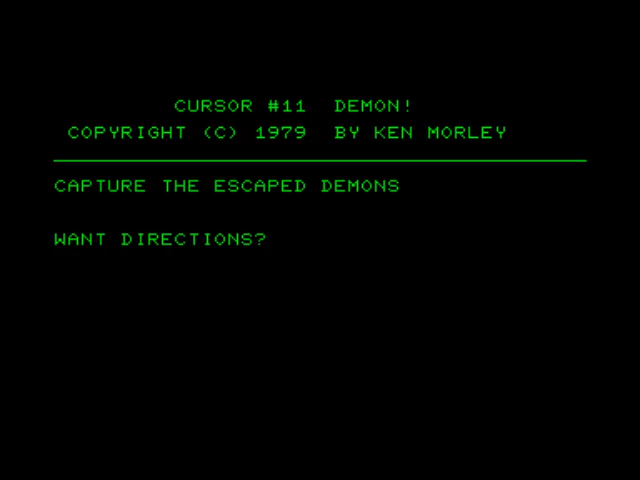 CURSOR #11  DEMON!
COPYRIGHT (C) 1979  BY KEN MORLEY
CAPTURE THE ESCAPED DEMONS
WANT DIRECTIONS?